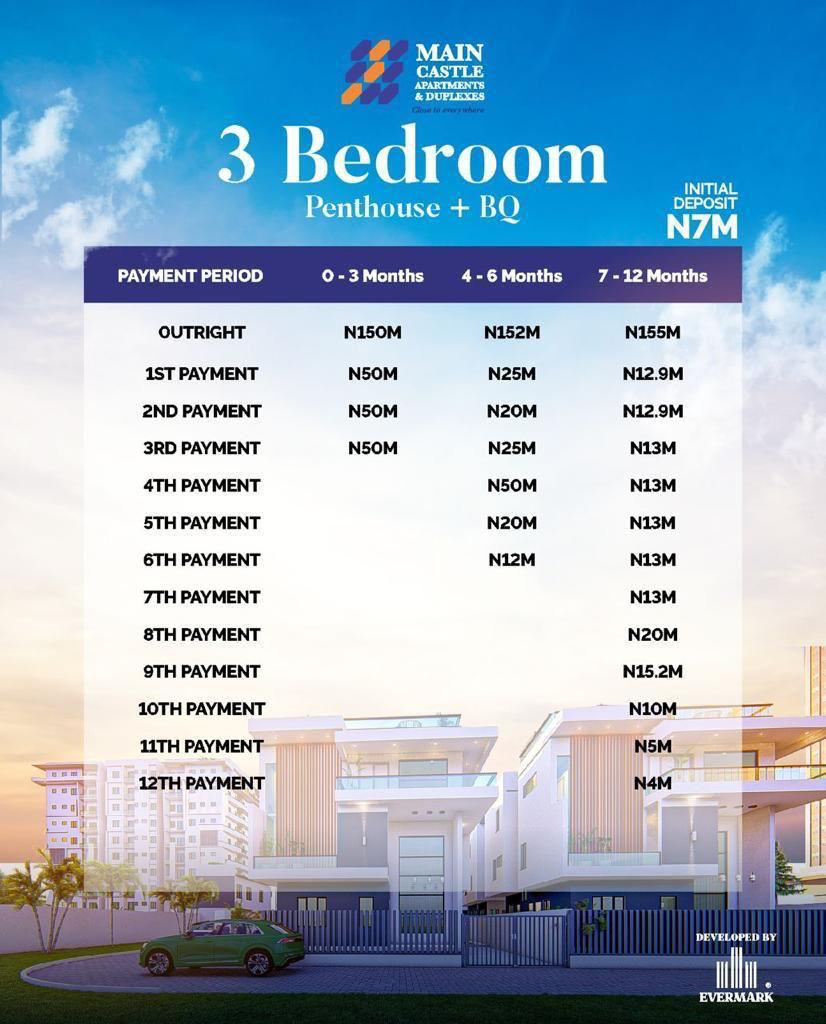 MAIN
CASTLE
APARTMENTS
& DUPLEXES
Close to everywhere
3 Bedroom
Penthouse + BQ
INITIAL
DEPOSIT
N7M
PAYMENT PERIOD 0 - 3 Months 4 - 6 Months 7 - 12 Months
OUTRIGHT N150M N152M N155M
1ST PAYMENT N50M N25M N12.9M
2ND PAYMENT N50M N20M N12.9M
3RD PAYMENT N50M N25M N13M
4TH PAYMENT N50M N13M
5TH PAYMENT N20M N13M
6TH PAYMENT N12M N13M
7TH PAYMENT N13M
8TH PAYMENT N20M
9TH PAYMENT N15.2M
10TH PAYMENT N10M
11TH PAYMENT N5M
12TH PAYMENT N4M
DEVELOPED BY
EVERMARK